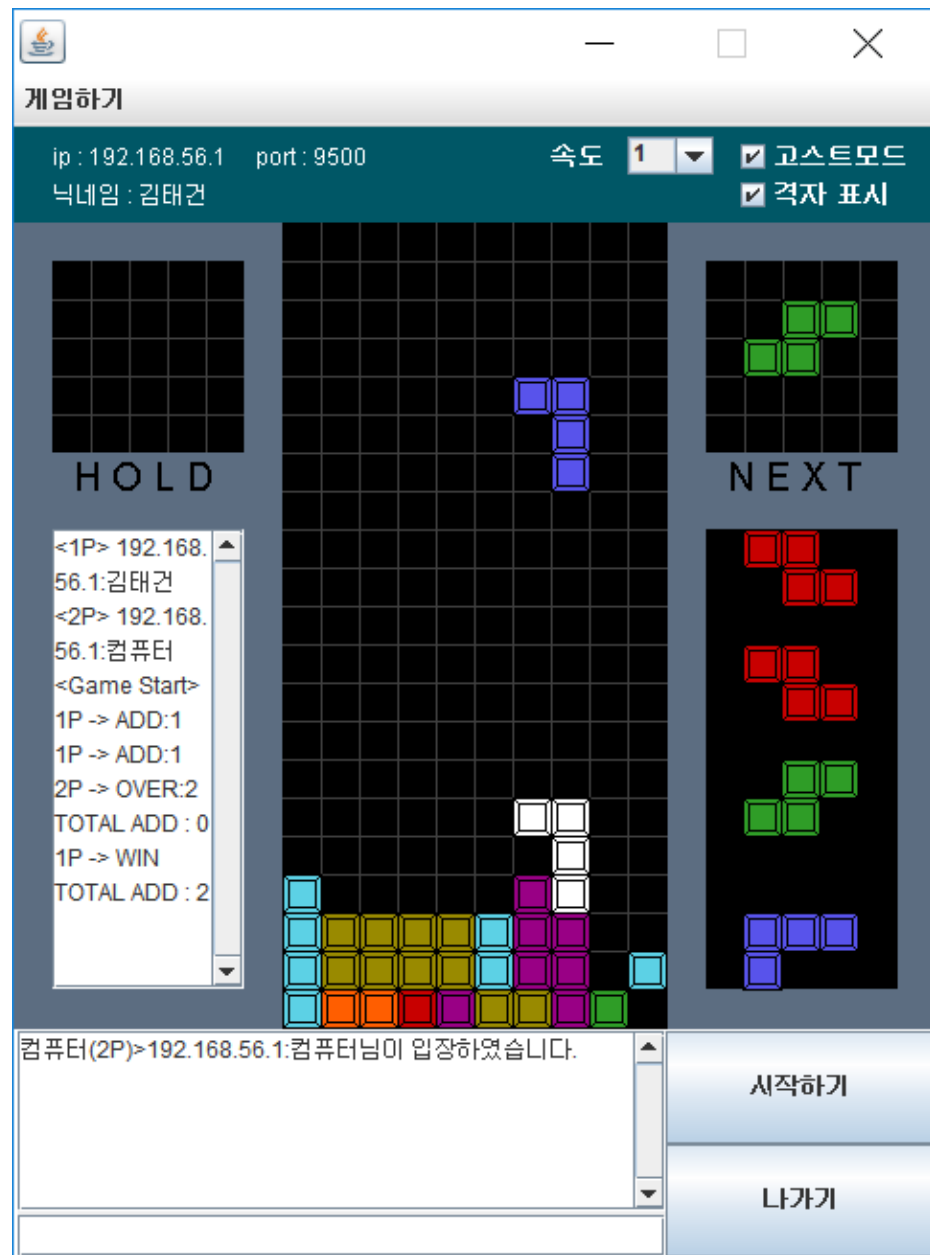 게임하기
ip : 192.168.56.1 port : 9500 속도 1 고스트모드
닉네임 : 김태건 격자 표시
HOLD
NEXT
<1P> 192.168.
56.1:김태건
<2P> 192.168.
56.1:컴퓨터
<Game Start>
1P -> ADD:1
1P -> ADD:1
2P -> OVER:2
TOTAL ADD : 0
1P -> WIN
TOTAL ADD : 2
컴퓨터(2P)>192.168.56.1:컴퓨터님이 입장하였습니다.
시작하기
나가기